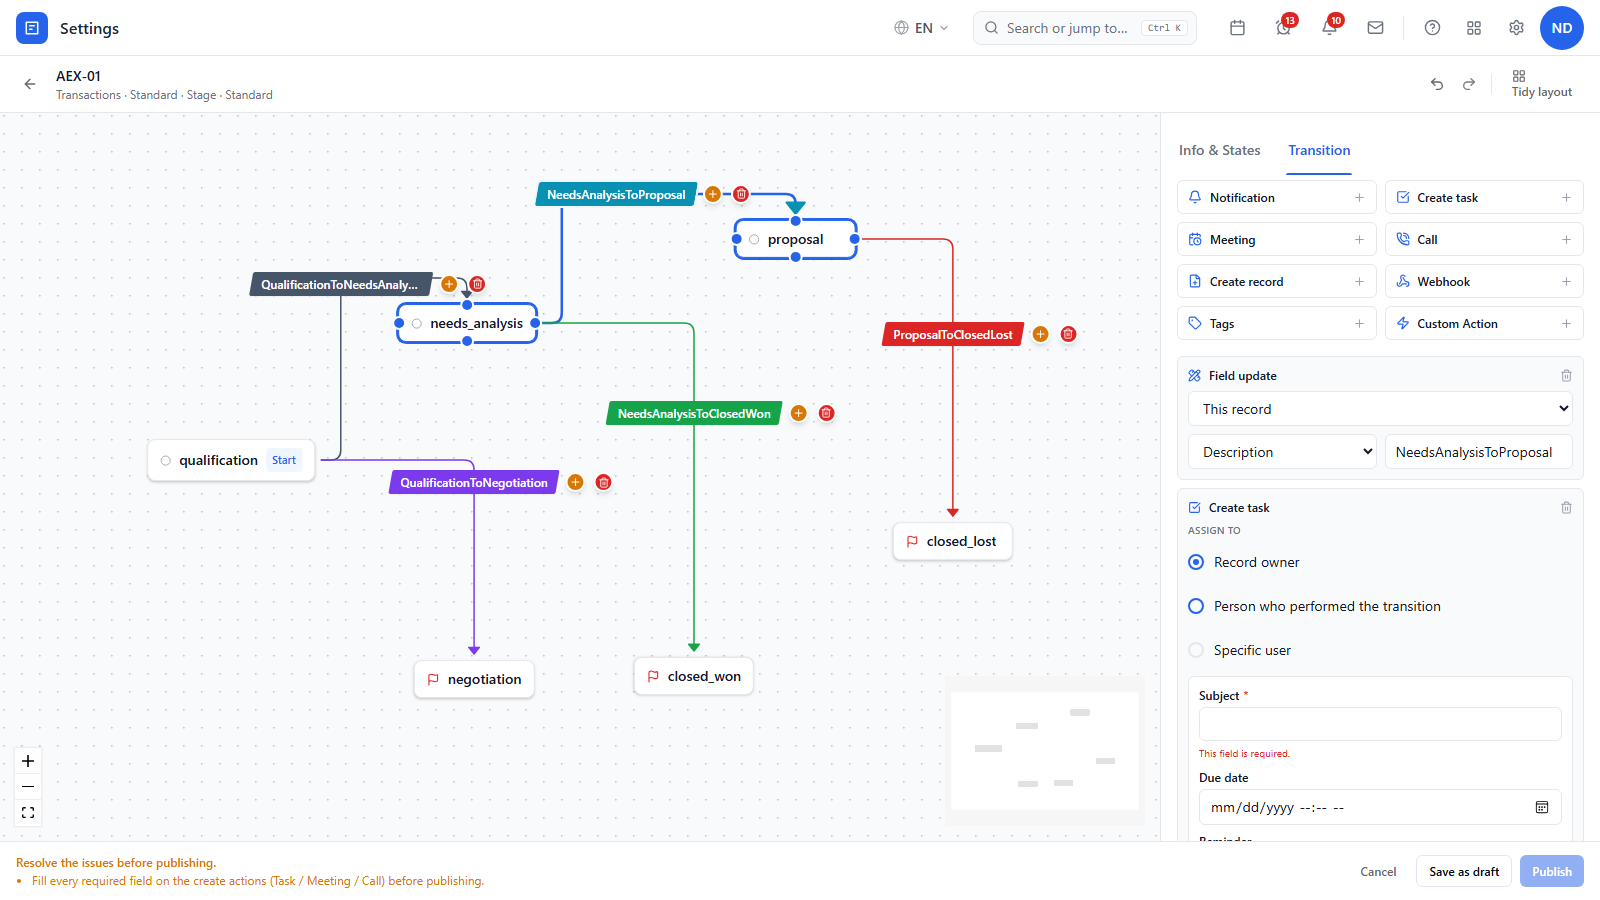 Settings
EN
Search or jump to...
Ctrl K
13
10
ND
AEX-01
Transactions · Standard · Stage · Standard
Tidy layout
NeedsAnalysisToProposal
proposal
QualificationToNeedsAnaly...
needs_analysis
ProposalToClosedLost
NeedsAnalysisToClosedWon
qualification
Start
QualificationToNegotiation
closed_lost
negotiation
closed_won
Info & States
Transition
Notification
Create task
Meeting
Call
Create record
Webhook
Tags
Custom Action
Field update
This record
Description
NeedsAnalysisToProposal
Create task
ASSIGN TO
Record owner
Person who performed the transition
Specific user
Subject *
This field is required.
Due date
mm/dd/yyyy --:-- --
Reminder
Resolve the issues before publishing.
• Fill every required field on the create actions (Task / Meeting / Call) before publishing.
Cancel
Save as draft
Publish